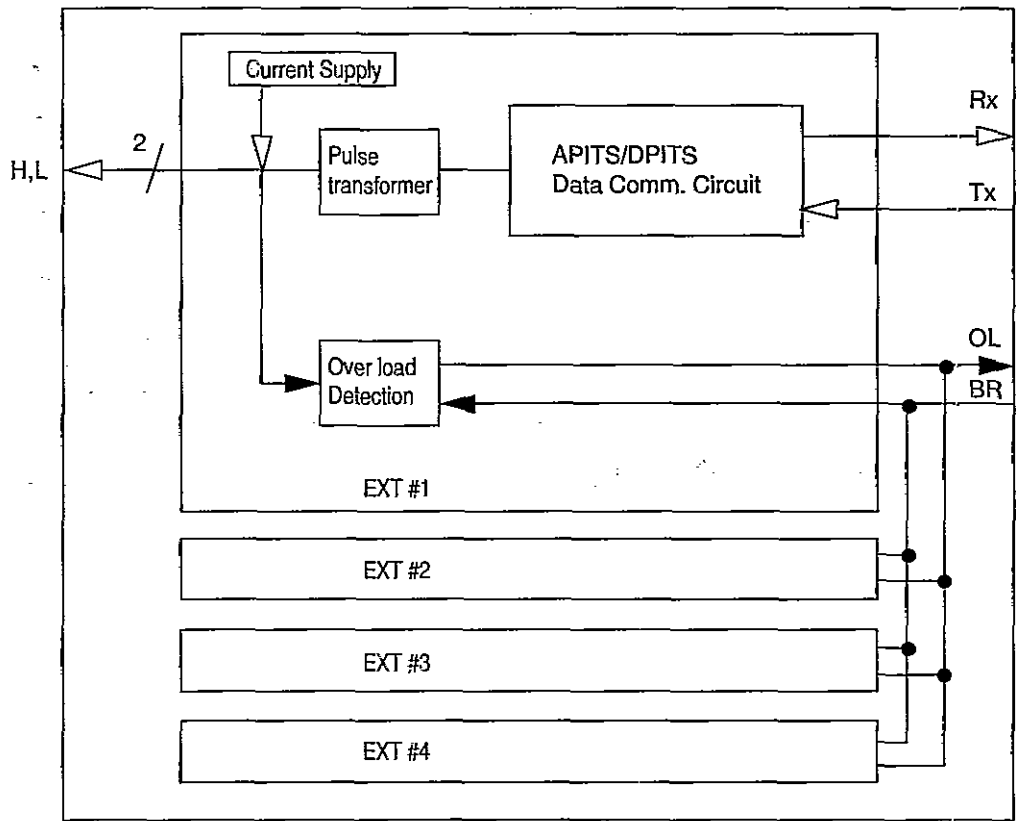 Current Supply
2
H,L
Pulse
transformer
APITS/DPITS
Data Comm. Circuit
Rx
Tx
Over load
Detection
OL
BR
EXT #1
EXT #2
EXT #3
EXT #4